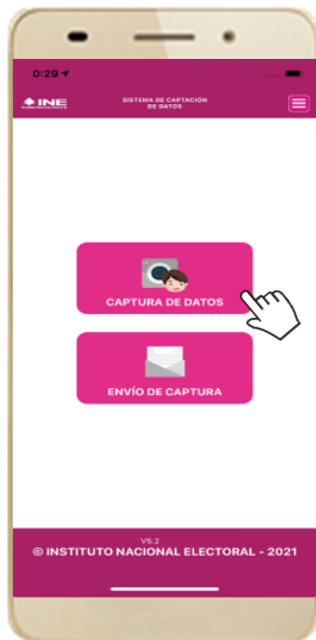 0:29
INE
SISTEMA DE CAPTACIÓN
DE DATOS
CAPTURA DE DATOS
ENVÍO DE CAPTURA
V5.2
© INSTITUTO NACIONAL ELECTORAL - 2021